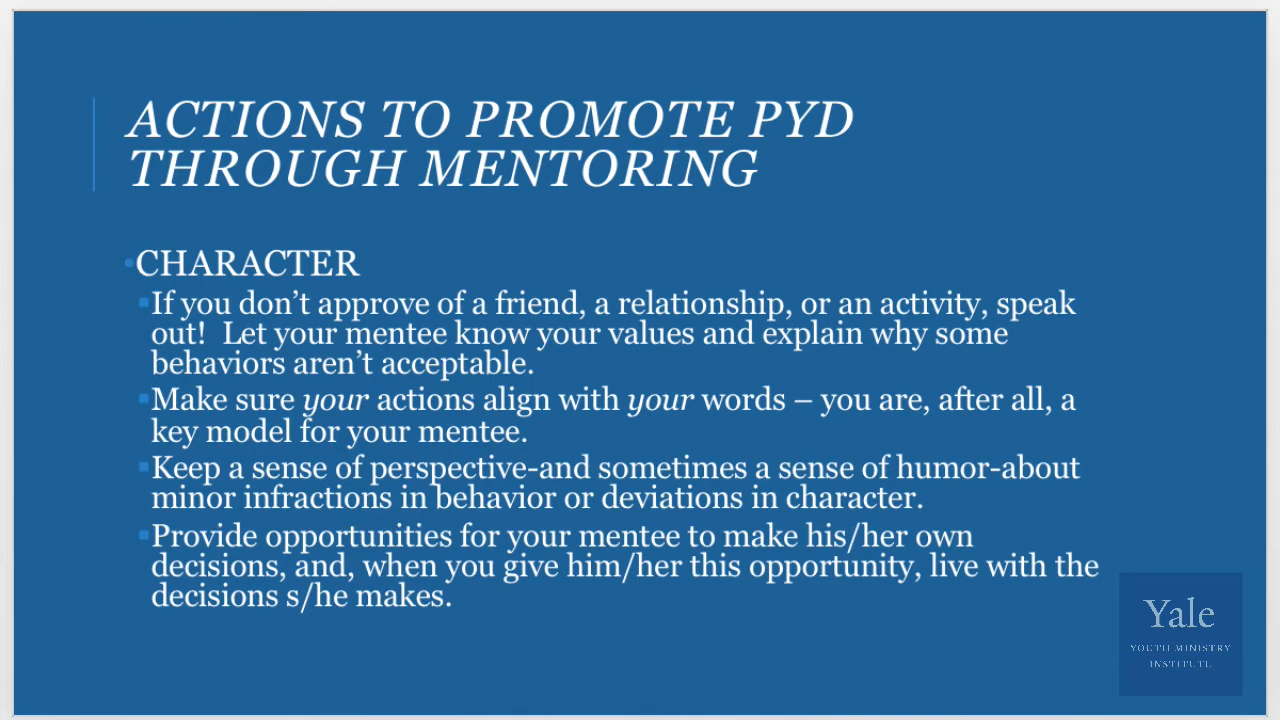 ACTIONS TO PROMOTE PYD
THROUGH MENTORING
•CHARACTER
▪If you don’t approve of a friend, a relationship, or an activity, speak
out!  Let your mentee know your values and explain why some
behaviors aren’t acceptable.
▪Make sure your actions align with your words – you are, after all, a
key model for your mentee.
▪Keep a sense of perspective-and sometimes a sense of humor-about
minor infractions in behavior or deviations in character.
▪Provide opportunities for your mentee to make his/her own
decisions, and, when you give him/her this opportunity, live with the
decisions s/he makes.
Yale
YOUTH MINISTRY
INSTITUTE